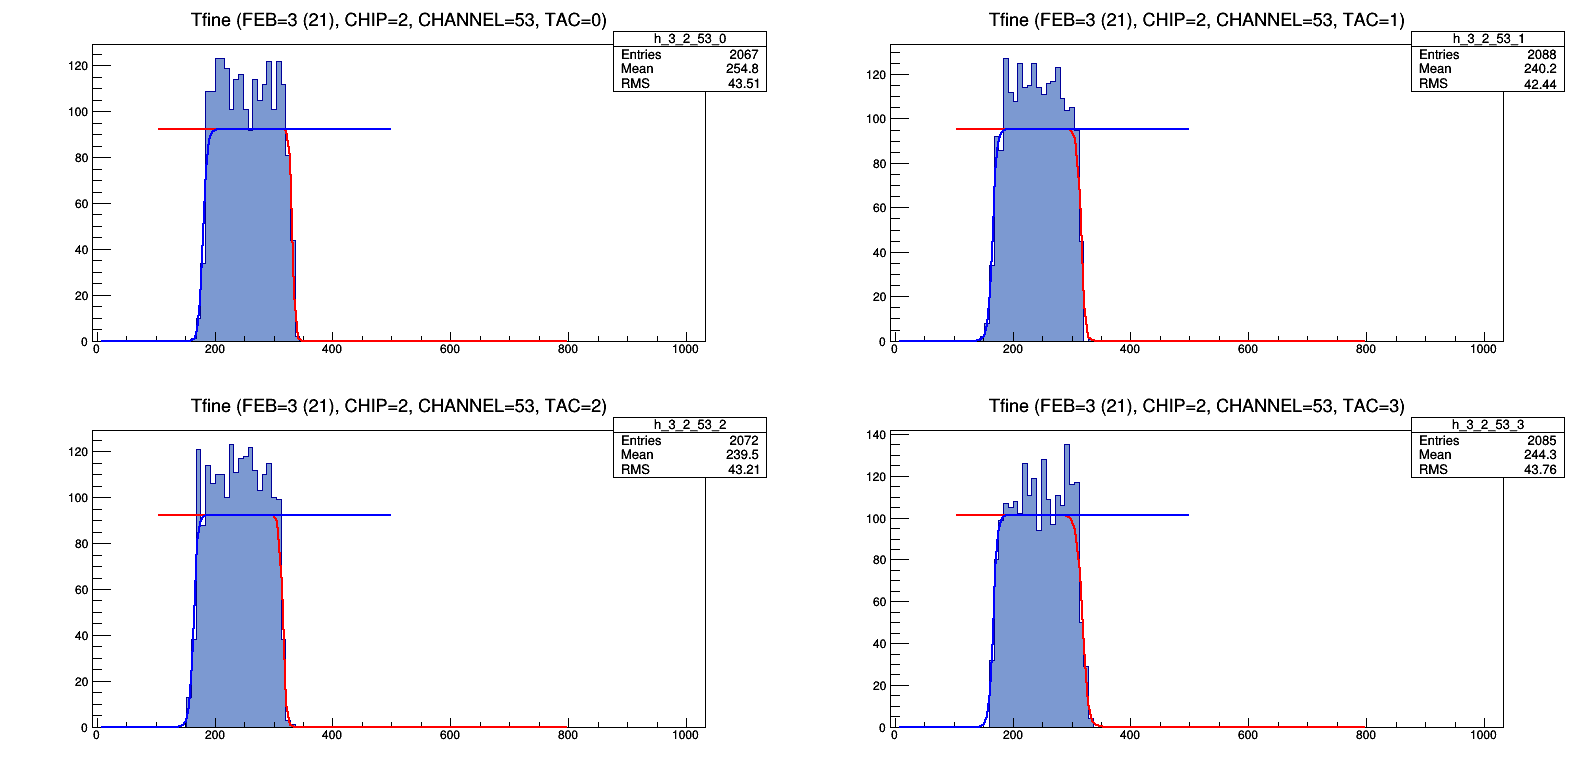 Tfine (FEB=3 (21), CHIP=2, CHANNEL=53, TAC=0)
h_3_2_53_0
Entries 2067
Mean 254.8
RMS 43.51
120
100
80
60
40
20
0
0 200 400 600 800 1000
Tfine (FEB=3 (21), CHIP=2, CHANNEL=53, TAC=1)
h_3_2_53_1
Entries 2088
Mean 240.2
RMS 42.44
120
100
80
60
40
20
0
0 200 400 600 800 1000
Tfine (FEB=3 (21), CHIP=2, CHANNEL=53, TAC=2)
h_3_2_53_2
Entries 2072
Mean 239.5
RMS 43.21
120
100
80
60
40
20
0
0 200 400 600 800 1000
Tfine (FEB=3 (21), CHIP=2, CHANNEL=53, TAC=3)
h_3_2_53_3
Entries 2085
Mean 244.3
RMS 43.76
140
120
100
80
60
40
20
0
0 200 400 600 800 1000